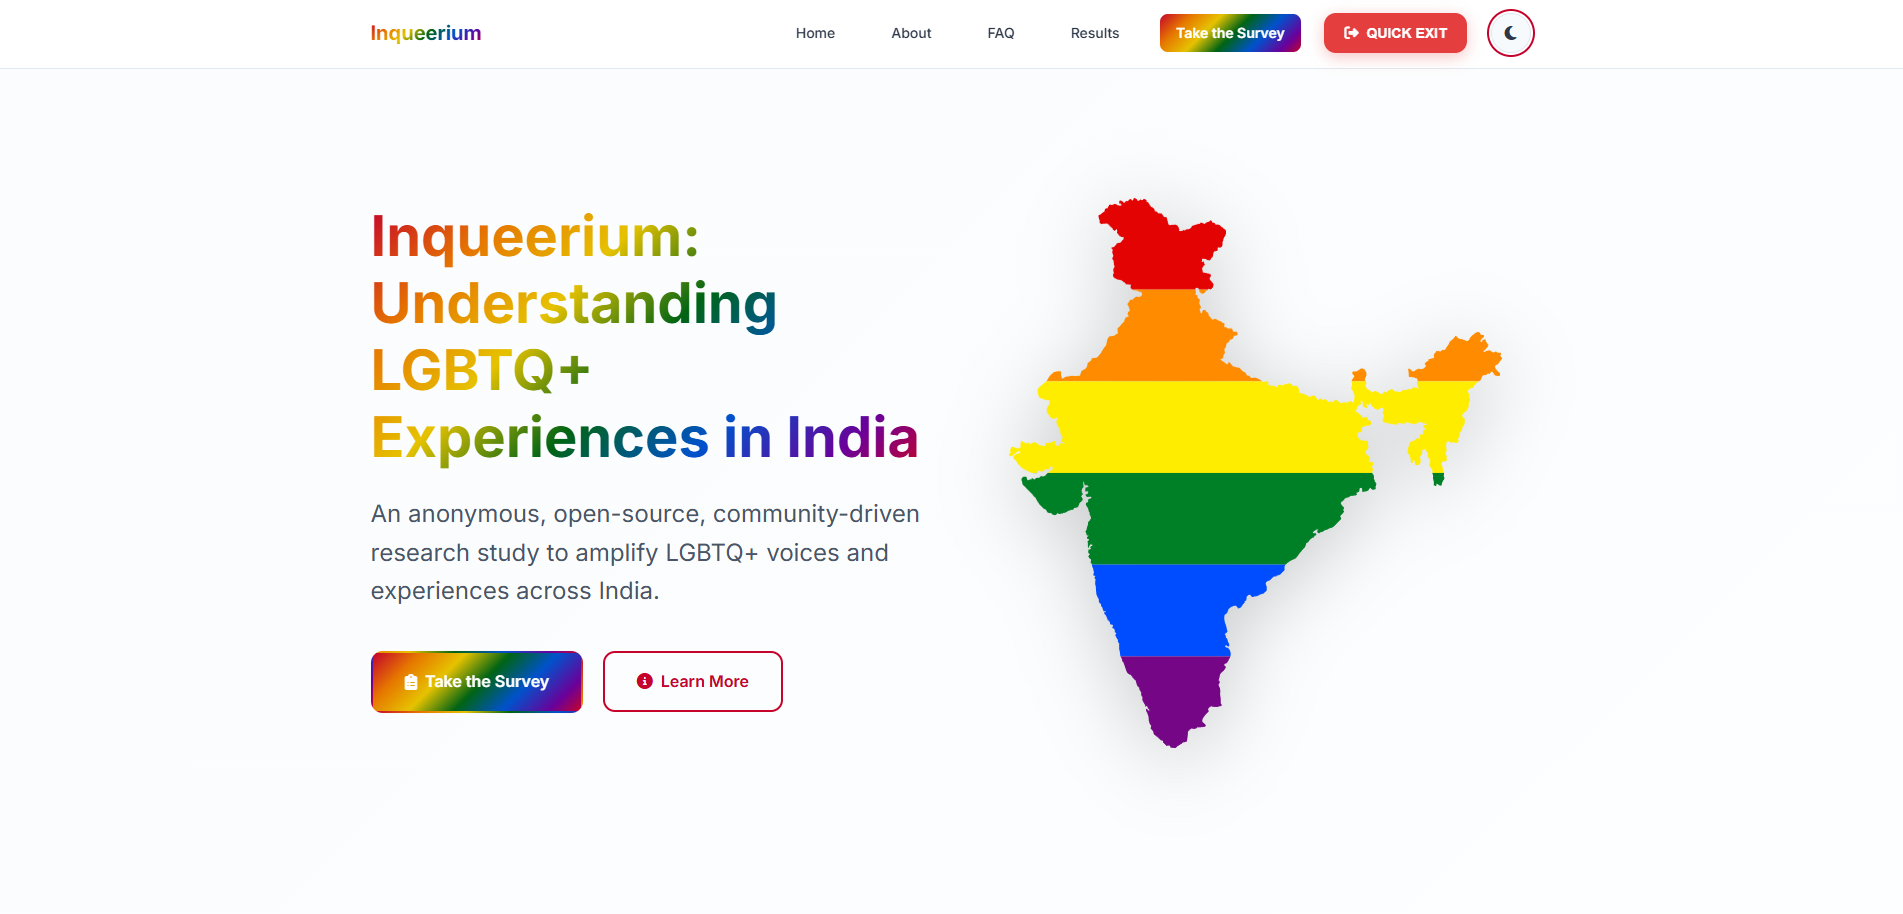 Inqueerium
Home
About
FAQ
Results
Take the Survey
QUICK EXIT
Inqueerium:
Understanding
LGBTQ+
Experiences in India
An anonymous, open-source, community-driven
research study to amplify LGBTQ+ voices and
experiences across India.
Take the Survey
Learn More